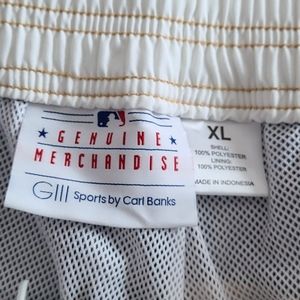 GENUINE
MERCHANDISE
GIII Sports by Carl Banks
XL
SHELL:
100% POLYESTER
LINING:
100% POLYESTER
MADE IN INDONESIA